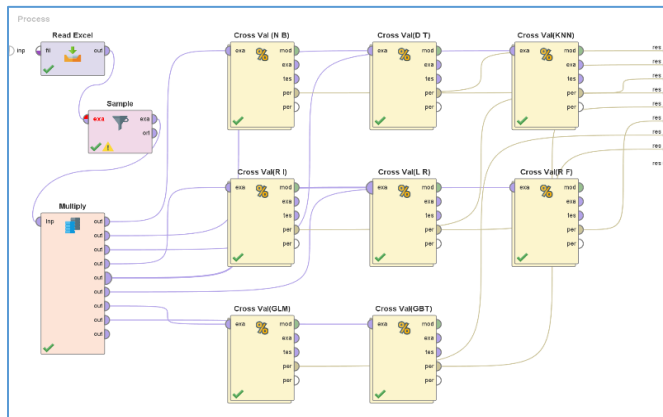 Process
Read Excel
inp
fil
out
Sample
exa
exa
ori
Multiply
inp
out
out
out
out
out
out
out
out
out
Cross Val (N B)
exa
mod
exa
tes
per
per
Cross Val(D T)
exa
mod
exa
tes
per
per
Cross Val(KNN)
exa
mod
exa
tes
per
per
Cross Val(R I)
exa
mod
exa
tes
per
per
Cross Val(L R)
exa
mod
exa
tes
per
per
Cross Val(R F)
exa
mod
exa
tes
per
per
Cross Val(GLM)
exa
mod
exa
tes
per
per
Cross Val(GBT)
exa
mod
exa
tes
per
per
res
res
res
res
res
res
res
res
res